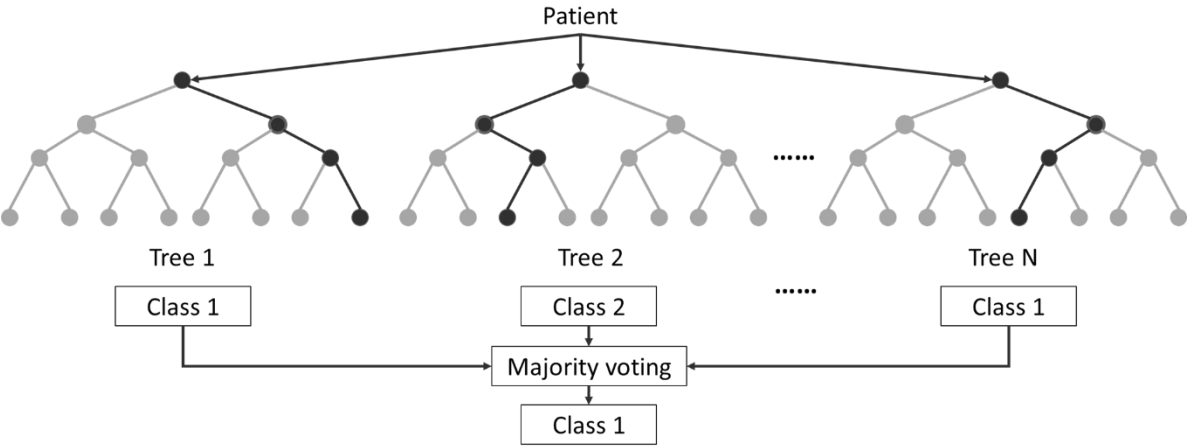 Patient
……
Tree 1
Tree 2
Tree N
……
Class 1
Class 2
Class 1
Majority voting
Class 1